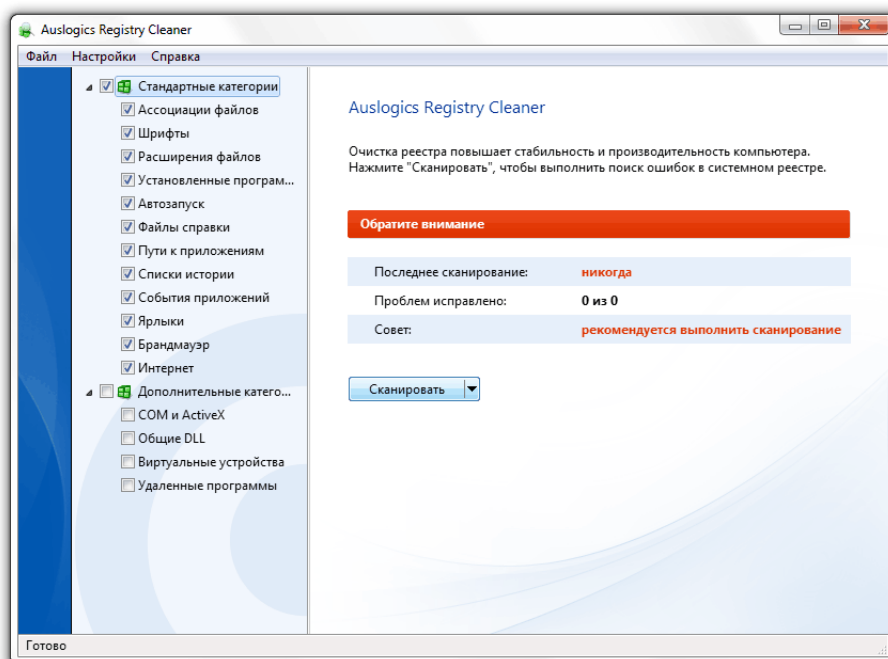 Auslogics Registry Cleaner
Файл Настройки Справка
Стандартные категории
Ассоциации файлов
Шрифты
Расширения файлов
Установленные програм...
Автозапуск
Файлы справки
Пути к приложениям
Списки истории
События приложений
Ярлыки
Брандмауэр
Интернет
Дополнительные катего...
COM и ActiveX
Общие DLL
Виртуальные устройства
Удаленные программы
Auslogics Registry Cleaner
Очистка реестра повышает стабильность и производительность компьютера.
Нажмите "Сканировать", чтобы выполнить поиск ошибок в системном реестре.
Обратите внимание
Последнее сканирование: никогда
Проблем исправлено: 0 из 0
Совет: рекомендуется выполнить сканирование
Сканировать
Готово